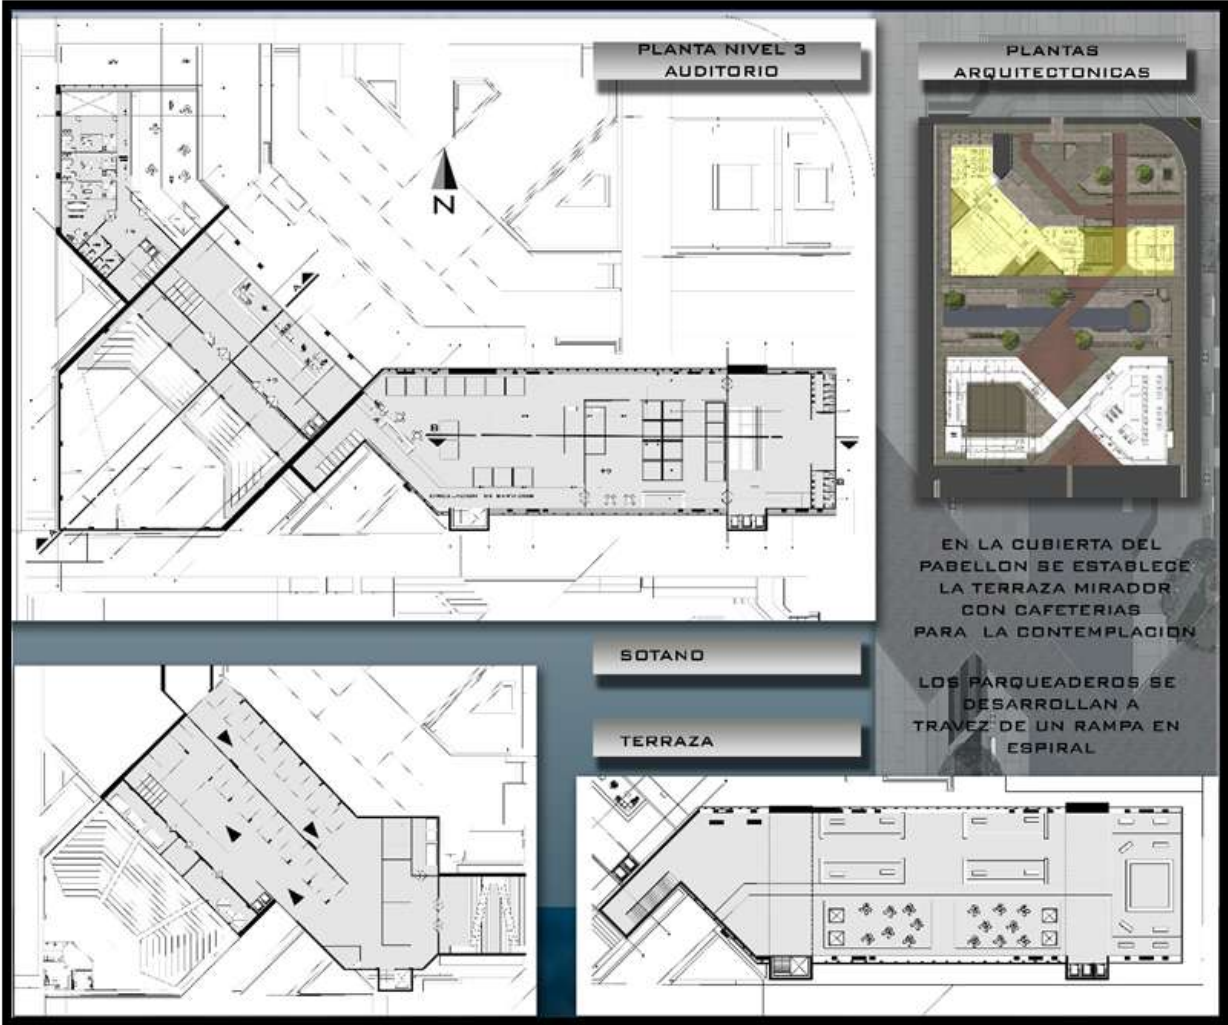 PLANTA NIVEL 3
AUDITORIO
PLANTAS
ARQUITECTONICAS
N
A
B
A
EN LA CUBIERTA DEL
PABELLON SE ESTABLECE
LA TERRAZA MIRADOR
CON CAFETERIAS
PARA LA CONTEMPLACION
LOS PARQUEADEROS SE
DESARROLLAN A
TRAVEZ DE UN RAMPA EN
ESPIRAL
SOTANO
TERRAZA